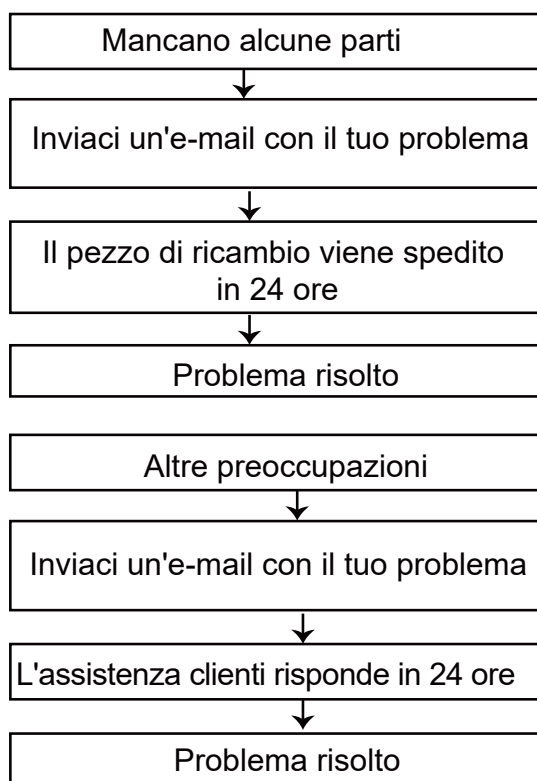 Mancano alcune parti
Inviaci un'e-mail con il tuo problema
Il pezzo di ricambio viene spedito
in 24 ore
Problema risolto
Altre preoccupazioni
Inviaci un'e-mail con il tuo problema
L'assistenza clienti risponde in 24 ore
Problema risolto